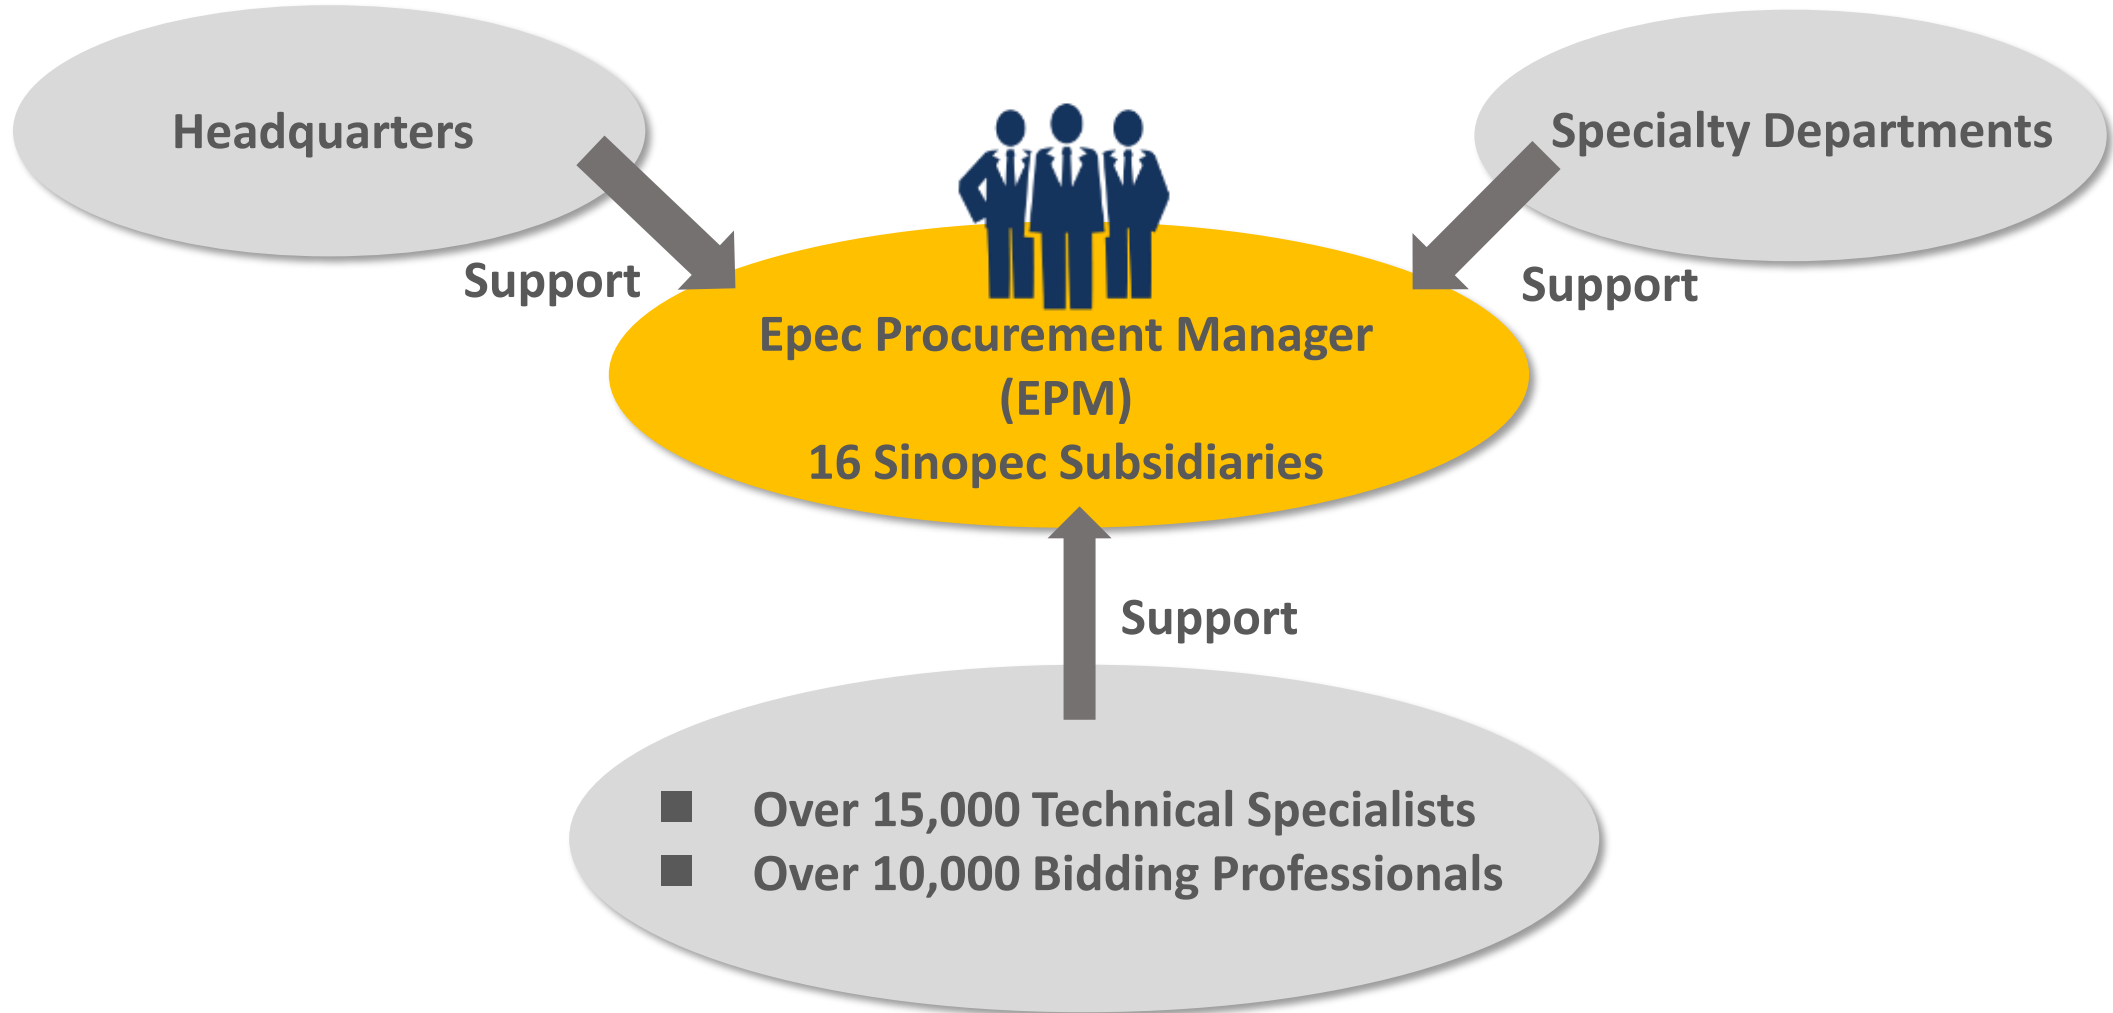 Headquarters
Specialty Departments
Support
Support
Epec Procurement Manager
(EPM)
16 Sinopec Subsidiaries
Support
Over 15,000 Technical Specialists
Over 10,000 Bidding Professionals